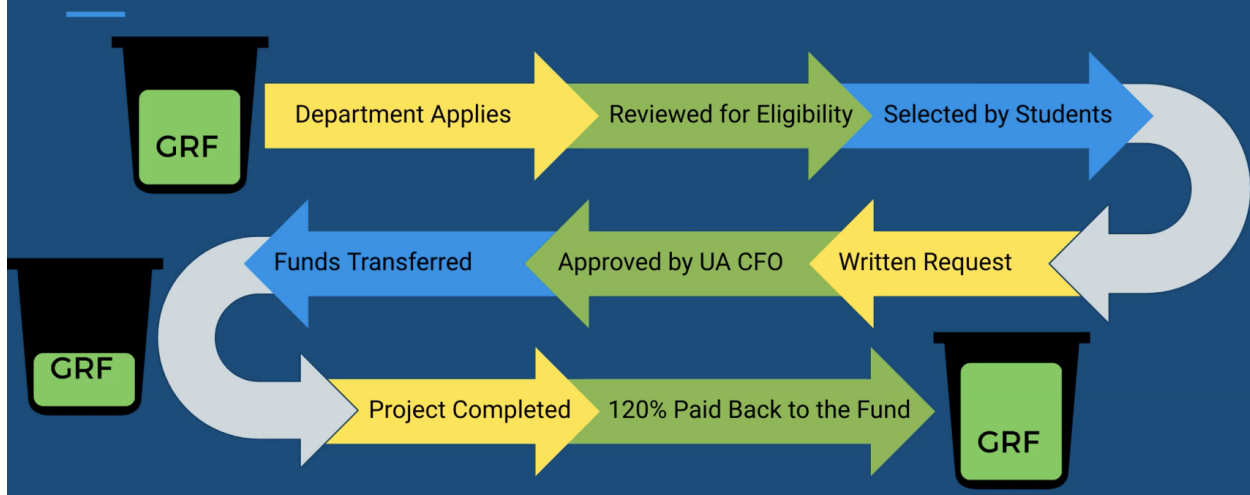 GRF
Department Applies
Reviewed for Eligibility
Selected by Students
Written Request
Approved by UA CFO
Funds Transferred
GRF
Project Completed
120% Paid Back to the Fund
GRF